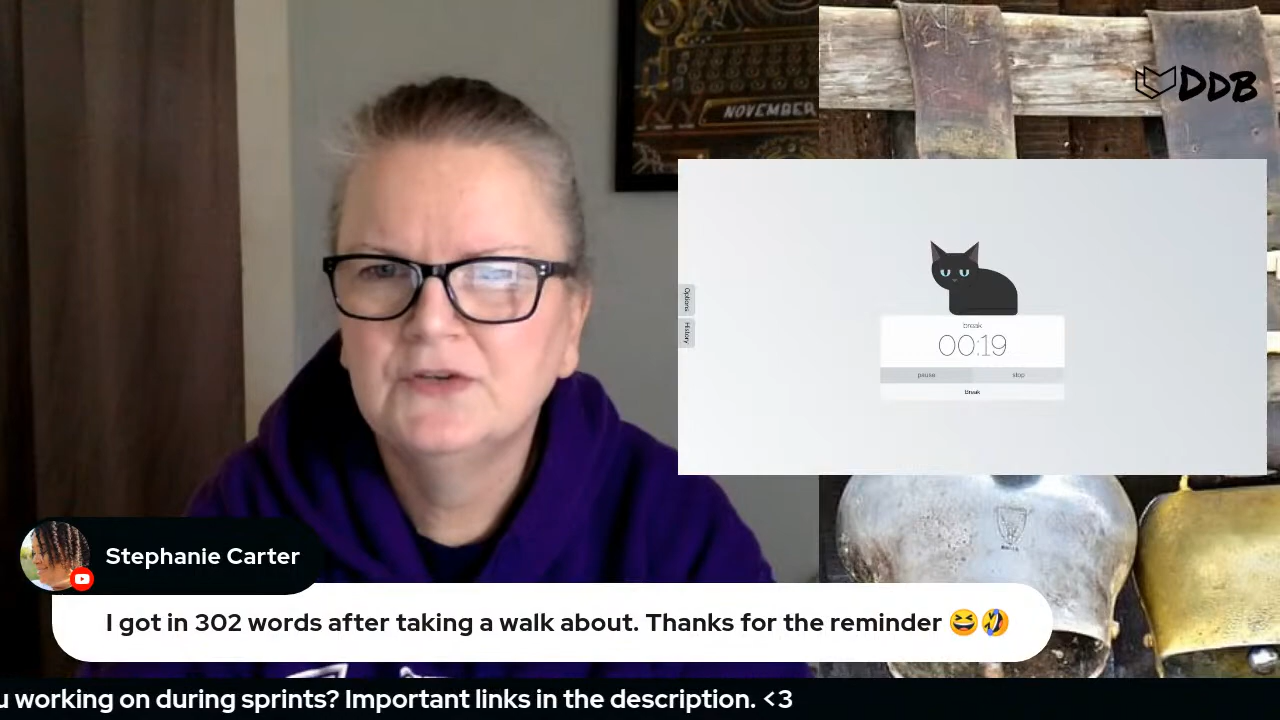 NOVEMBER
DDB
Options
History
break
00:19
pause
stop
Break
Stephanie Carter
I got in 302 words after taking a walk about. Thanks for the reminder 😆🤣
u working on during sprints? Important links in the description. <3